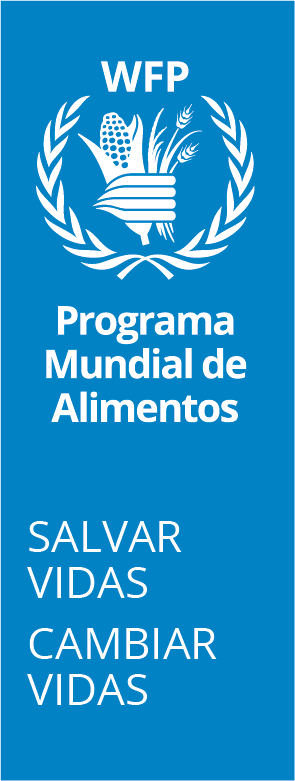 WFP
Programa
Mundial de
Alimentos
SALVAR
VIDAS
CAMBIAR
VIDAS